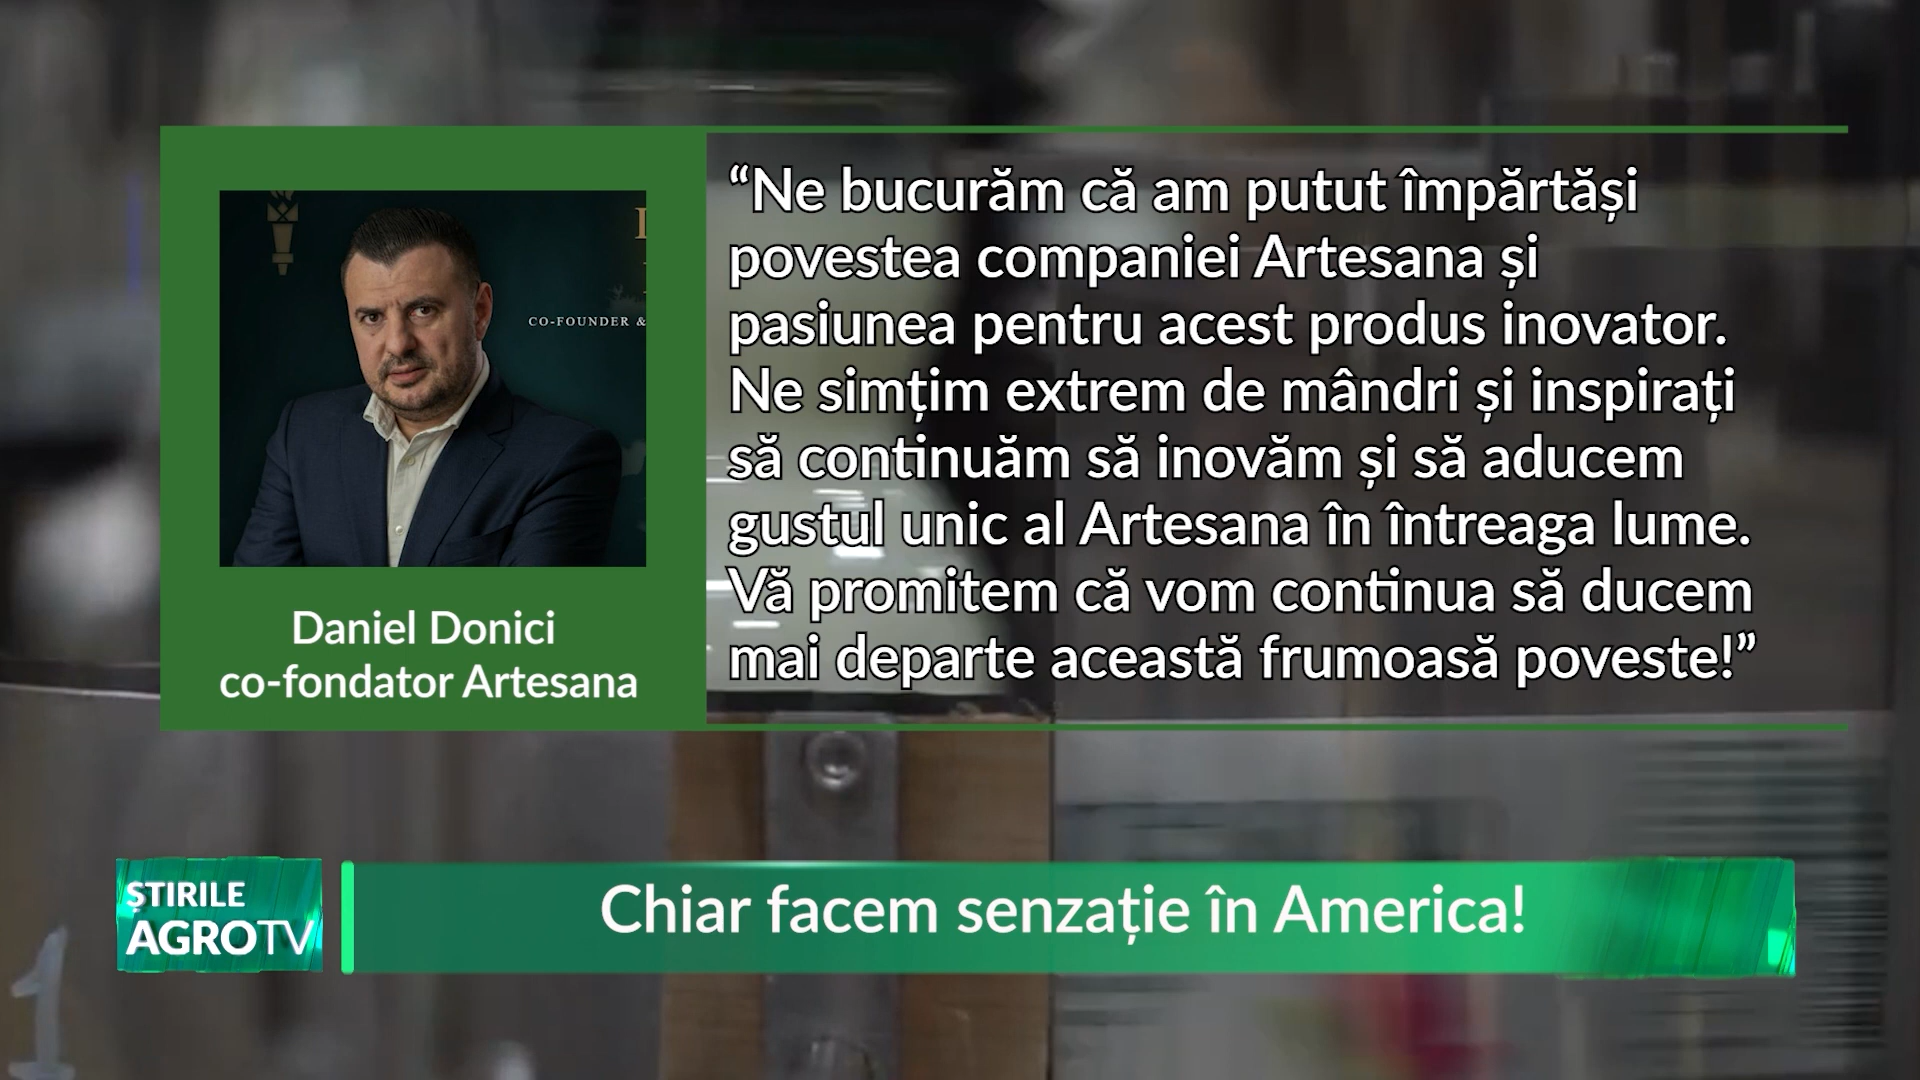 “Ne bucurăm că am putut împărtăși
povestea companiei Artesana și
pasiunea pentru acest produs inovator.
Ne simțim extrem de mândri și inspirați
să continuăm să inovăm și să aducem
gustul unic al Artesana în întreaga lume.
Vă promitem că vom continua să ducem
mai departe această frumoasă poveste!”
CO-FOUNDER &
Daniel Donici
co-fondator Artesana
ȘTIRILE
AGROTV
Chiar facem senzație în America!
1